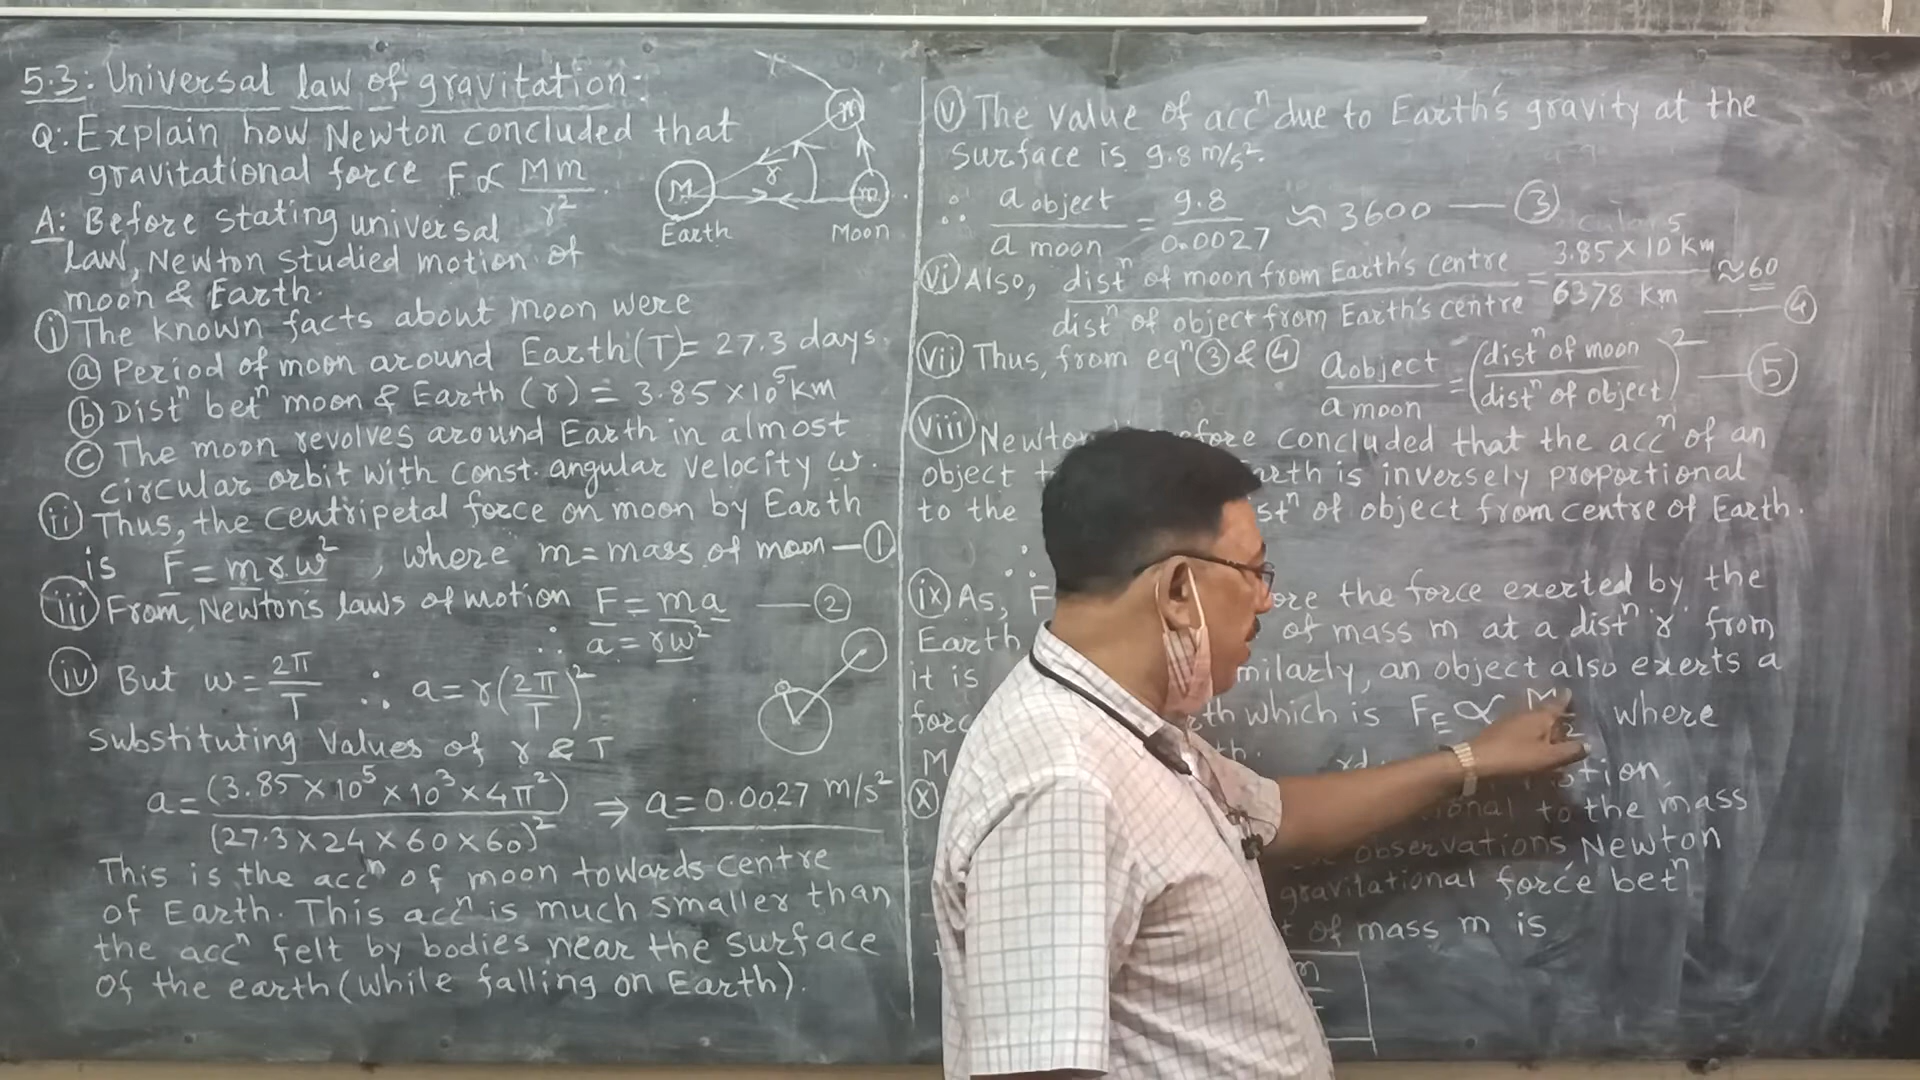 5.3: Universal law of gravitation:
Q: Explain how Newton concluded that
gravitational force F ∝ Mm/r²
A: Before stating universal
law, Newton studied motion of
moon & Earth.
M
m
m
r
Earth
Moon
(i) The known facts about moon were
(a) Period of moon around Earth (T) = 27.3 days.
(b) Distⁿ betⁿ moon & Earth (r) = 3.85 × 10⁵ km
(c) The moon revolves around Earth in almost
circular orbit with const. angular velocity ω.
(ii) Thus, the centripetal force on moon by Earth
is F = mrω², where m = mass of moon — (1)
(iii) From Newton's laws of motion F = ma — (2)
∴ a = rω²
(iv) But ω = 2π/T ∴ a = r(2π/T)²
substituting values of r & T
a = (3.85 × 10⁵ × 10³ × 4π²)/(27.3 × 24 × 60 × 60)² ⇒ a = 0.0027 m/s²
This is the accⁿ of moon towards centre
of Earth. This accⁿ is much smaller than
the accⁿ felt by bodies near the surface
of the earth (while falling on Earth).
(v) The value of accⁿ due to Earth's gravity at the
surface is 9.8 m/s².
∴ a object/a moon = 9.8/0.0027 ≈ 3600 — (3)
(vi) Also, distⁿ of moon from Earth's centre/distⁿ of object from Earth's centre = 3.85 × 10⁵ km/6378 km ≈ 60 — (4)
(vii) Thus, from eqⁿ (3) & (4) a object/a moon = (distⁿ of moon/distⁿ of object)² — (5)
(viii) Newton concluded that the accⁿ of an
object is inversely proportional
to the of object from centre of Earth.
(ix) As, F the force exerted by the
Earth of mass m at a distⁿ 'r' from
it is an object also exerts a
which is F_E ∝ where
M
(x)
to the mass
observations, Newton
gravitational force betⁿ
of mass m is
m